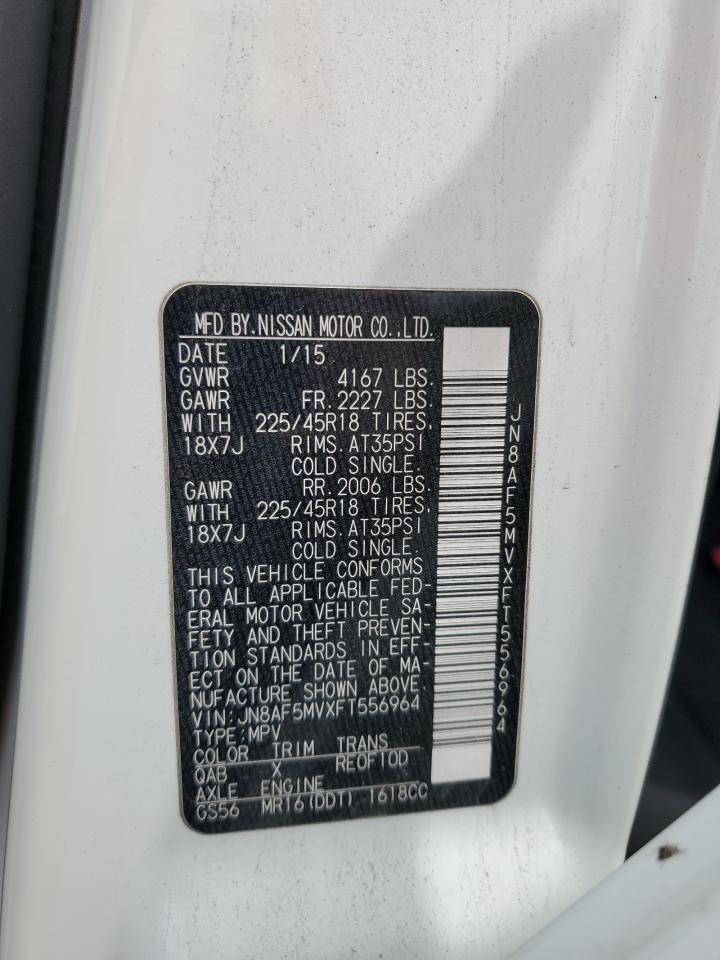 MFD BY.NISSAN MOTOR CO.,LTD.
DATE 1/15
GVWR 4167 LBS.
GAWR FR. 2227 LBS.
WITH 225/45R18 TIRES,
18X7J RIMS. AT35PSI
COLD SINGLE.
GAWR RR. 2006 LBS.
WITH 225/45R18 TIRES,
18X7J RIMS. AT35PSI
COLD SINGLE.
THIS VEHICLE CONFORMS
TO ALL APPLICABLE FED-
ERAL MOTOR VEHICLE SA-
FETY AND THEFT PREVEN-
TION STANDARDS IN EFF-
ECT ON THE DATE OF MA-
NUFACTURE SHOWN ABOVE.
VIN: JN8AF5MVXFT556964
TYPE:MPV
COLOR TRIM TRANS
QAB X RE0F10D
AXLE ENGINE
GS56 MR16(DDT) 1618CC
JN8AF5MVXFT556964